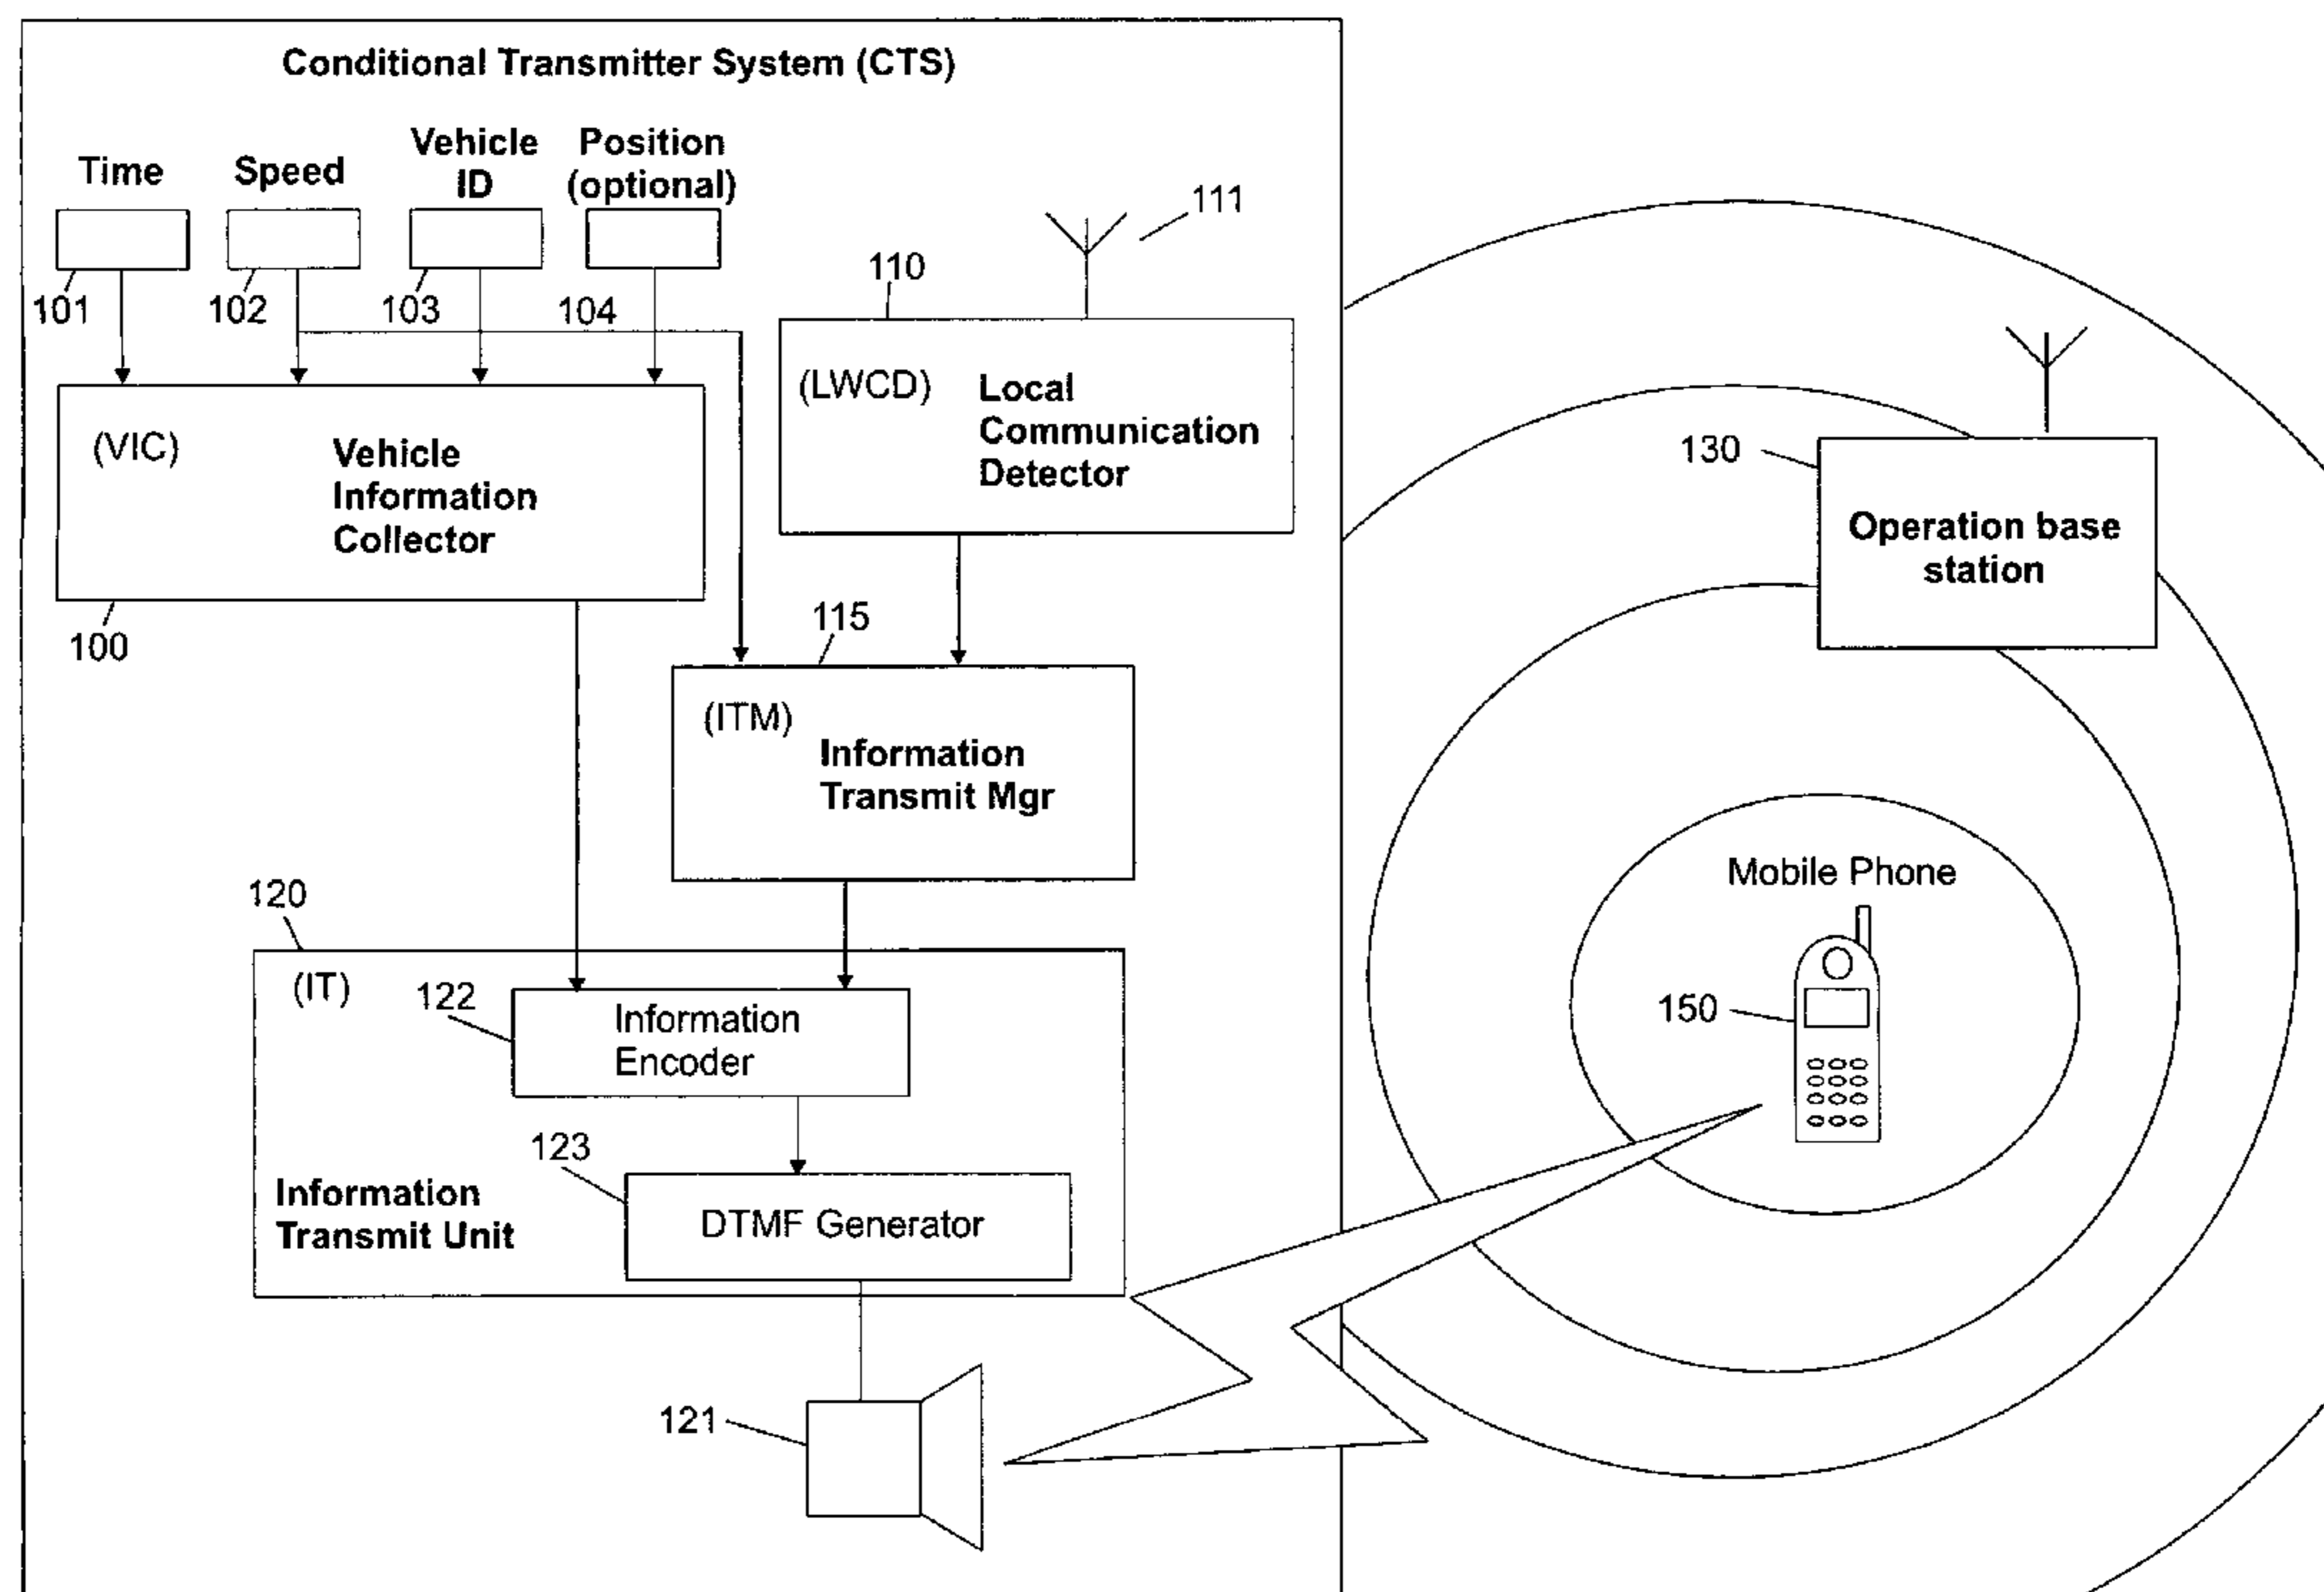 Conditional Transmitter System (CTS)
Time
Speed
Vehicle
ID
Position
(optional)
101
102
103
104
111
110
(VIC)
Vehicle
Information
Collector
100
(LWCD)
Local
Communication
Detector
115
(ITM)
Information
Transmit Mgr
120
(IT)
122
Information
Encoder
123
DTMF Generator
Information
Transmit Unit
121
130
Operation base
station
Mobile Phone
150